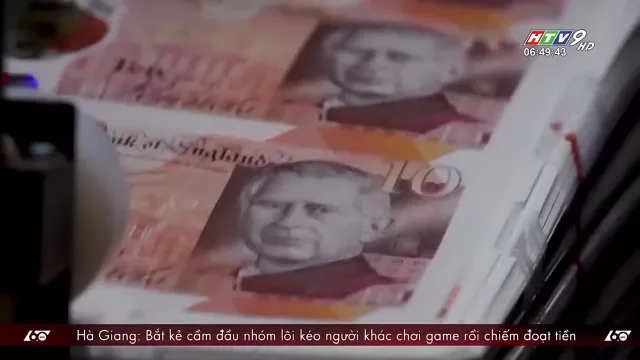 HTV9 HD
06:49:43
Bank of England
10
Hà Giang: Bắt kẻ cầm đầu nhóm lôi kéo người khác chơi game rồi chiếm đoạt tiền